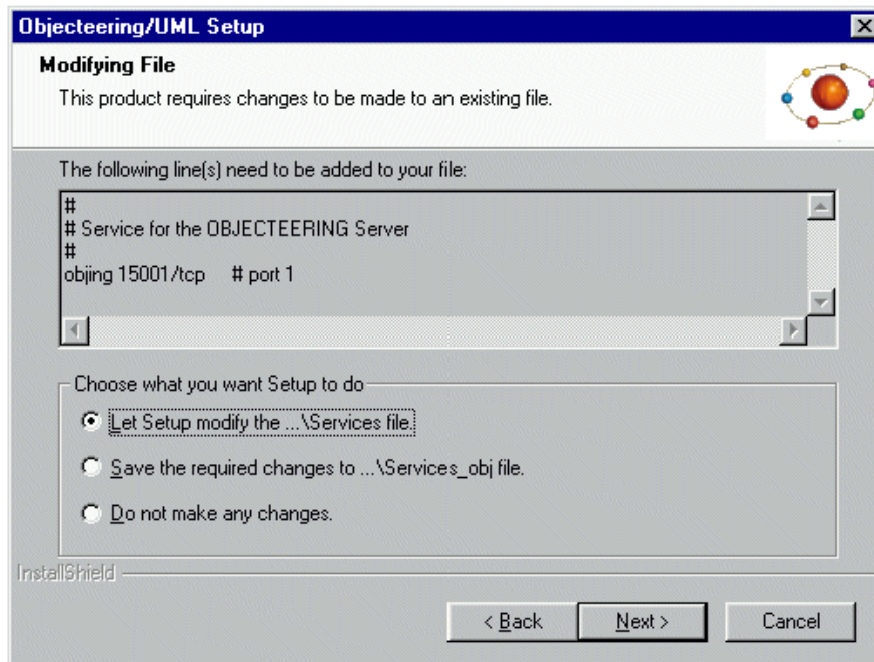 Objecteering/UML Setup
Modifying File
This product requires changes to be made to an existing file.
The following line(s) need to be added to your file:
#
# Service for the OBJECTEERING Server
#
objing 15001/tcp # port 1
Choose what you want Setup to do
Let Setup modify the ...\Services file.
Save the required changes to ...\Services_obj file.
Do not make any changes.
InstallShield
< Back Next > Cancel